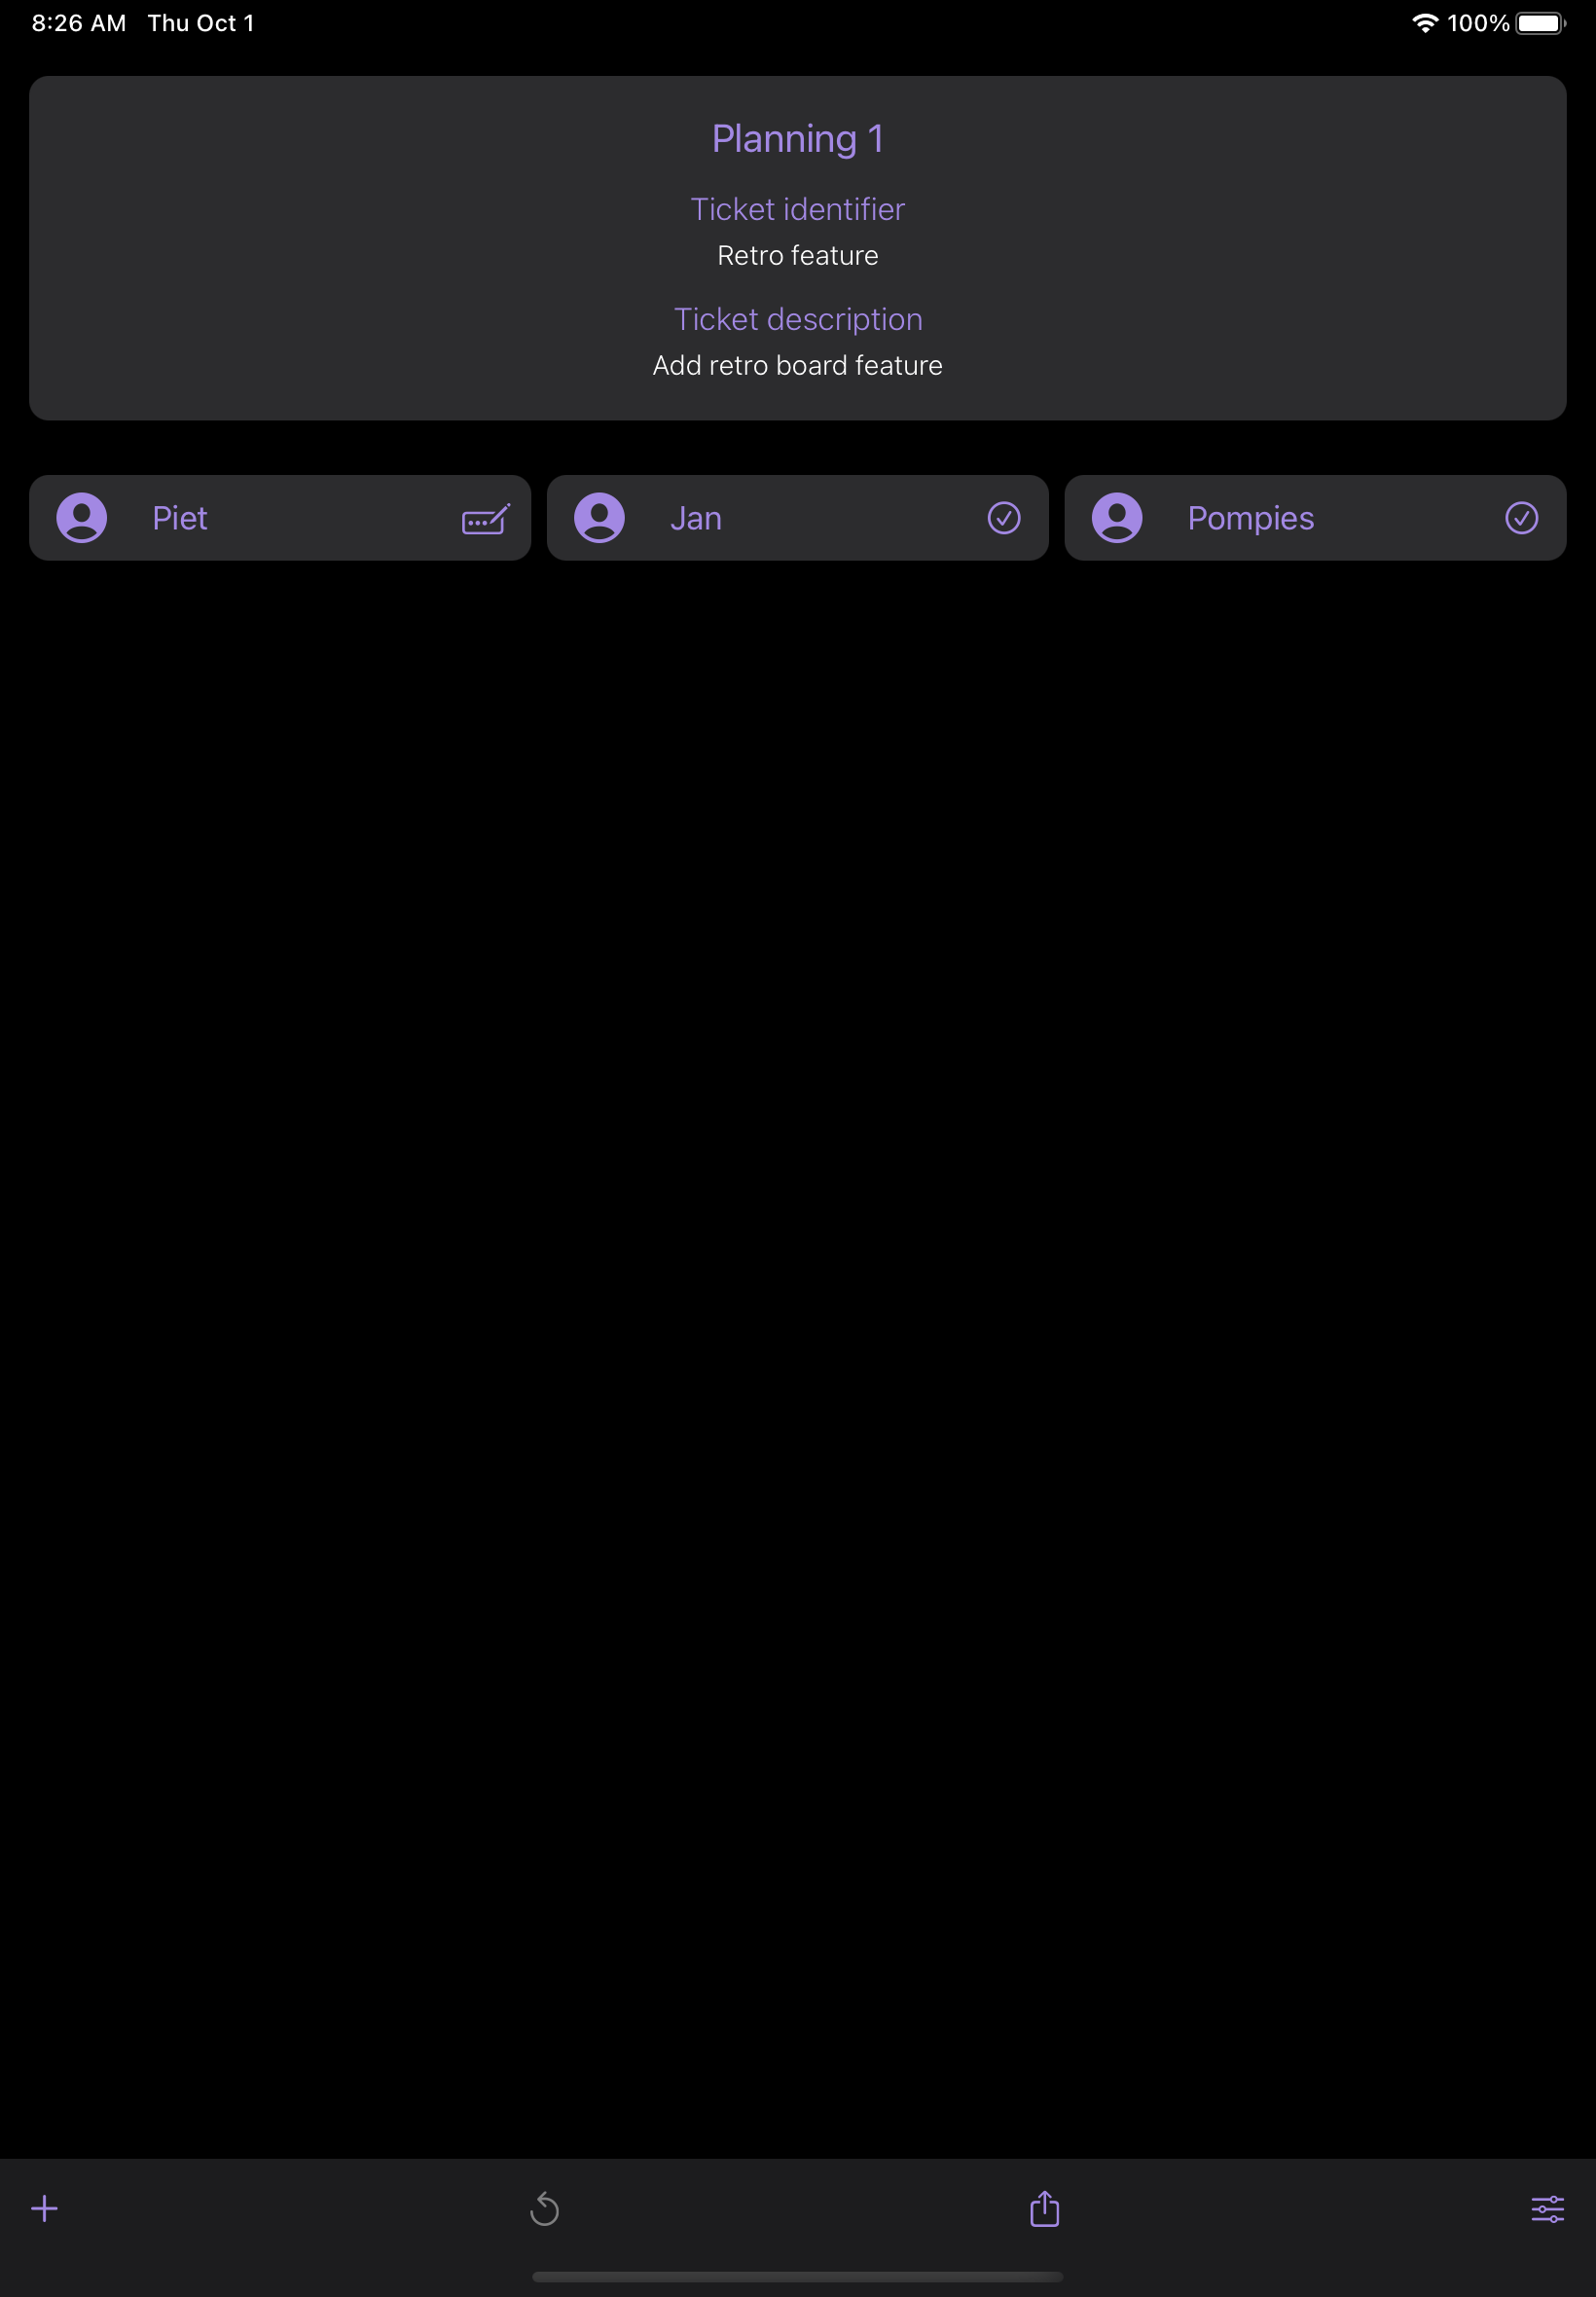 8:26 AM Thu Oct 1 100%
Planning 1
Ticket identifier
Retro feature
Ticket description
Add retro board feature
Piet Jan Pompies